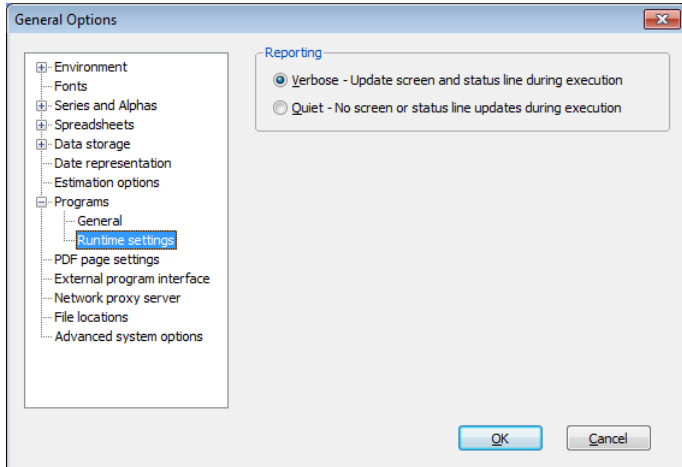 General Options
Environment
Fonts
Series and Alphas
Spreadsheets
Data storage
Date representation
Estimation options
Programs
General
Runtime settings
PDF page settings
External program interface
Network proxy server
File locations
Advanced system options
Reporting
Verbose - Update screen and status line during execution
Quiet - No screen or status line updates during execution
OK
Cancel